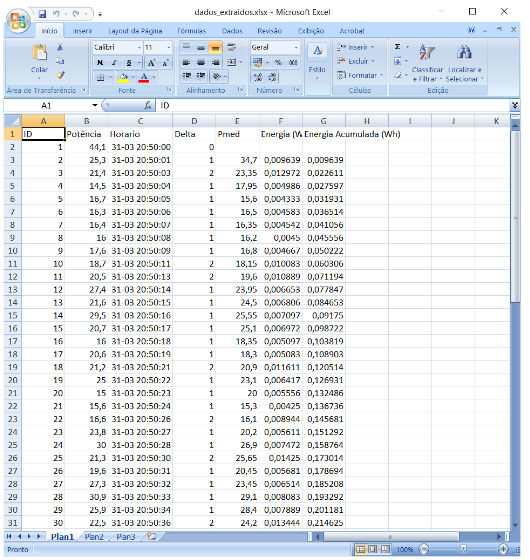 dados_extraidos.xlsx - Microsoft Excel
Início Inserir Layout da Página Fórmulas Dados Revisão Exibição Acrobat
Colar Calibri 11 Geral Estilo Inserir Excluir Formatar Classificar e Filtrar Localizar e Selecionar
N I S A A % 000
Área de Transferência Fonte Alinhamento Número Células Edição
A1 fx ID
A B C D E F G H I J K
1 ID Potência Horario Delta Pmed Energia (W Energia Acumulada (Wh)
2 1 44,1 31-03 20:50:00 0
3 2 25,3 31-03 20:50:01 1 34,7 0,009639 0,009639
4 3 21,4 31-03 20:50:03 2 23,35 0,012972 0,022611
5 4 14,5 31-03 20:50:04 1 17,95 0,004986 0,027597
6 5 16,7 31-03 20:50:05 1 15,6 0,004333 0,031931
7 6 16,3 31-03 20:50:06 1 16,5 0,004583 0,036514
8 7 16,4 31-03 20:50:07 1 16,35 0,004542 0,041056
9 8 16 31-03 20:50:08 1 16,2 0,0045 0,045556
10 9 17,6 31-03 20:50:09 1 16,8 0,004667 0,050222
11 10 18,7 31-03 20:50:11 2 18,15 0,010083 0,060306
12 11 20,5 31-03 20:50:13 2 19,6 0,010889 0,071194
13 12 27,4 31-03 20:50:14 1 23,95 0,006653 0,077847
14 13 21,6 31-03 20:50:15 1 24,5 0,006806 0,084653
15 14 29,5 31-03 20:50:16 1 25,55 0,007097 0,09175
16 15 20,7 31-03 20:50:17 1 25,1 0,006972 0,098722
17 16 16 31-03 20:50:18 1 18,35 0,005097 0,103819
18 17 20,6 31-03 20:50:19 1 18,3 0,005083 0,108903
19 18 21,2 31-03 20:50:21 2 20,9 0,011611 0,120514
20 19 25 31-03 20:50:22 1 23,1 0,006417 0,126931
21 20 15 31-03 20:50:23 1 20 0,005556 0,132486
22 21 15,6 31-03 20:50:24 1 15,3 0,00425 0,136736
23 22 16,6 31-03 20:50:26 2 16,1 0,008944 0,145681
24 23 23,8 31-03 20:50:27 1 20,2 0,005611 0,151292
25 24 30 31-03 20:50:28 1 26,9 0,007472 0,158764
26 25 21,3 31-03 20:50:30 2 25,65 0,01425 0,173014
27 26 19,6 31-03 20:50:31 1 20,45 0,005681 0,178694
28 27 27,3 31-03 20:50:32 1 23,45 0,006514 0,185208
29 28 30,9 31-03 20:50:33 1 29,1 0,008083 0,193292
30 29 25,9 31-03 20:50:34 1 28,4 0,007889 0,201181
31 30 22,5 31-03 20:50:36 2 24,2 0,013444 0,214625
Plan1 Plan2 Plan3
Pronto 100%